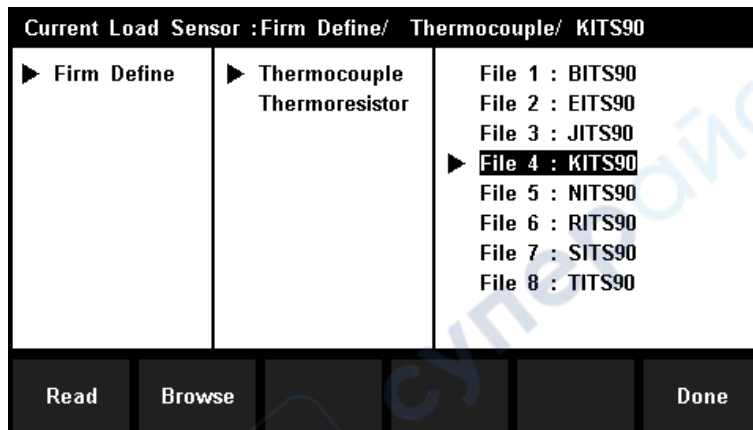 Current Load Sensor :Firm Define/ Thermocouple/ KITS90
Firm Define
Thermocouple
Thermoresistor
File 1 : BITS90
File 2 : EITS90
File 3 : JITS90
File 4 : KITS90
File 5 : NITS90
File 6 : RITS90
File 7 : SITS90
File 8 : TITS90
Read Browse Done
суперайс